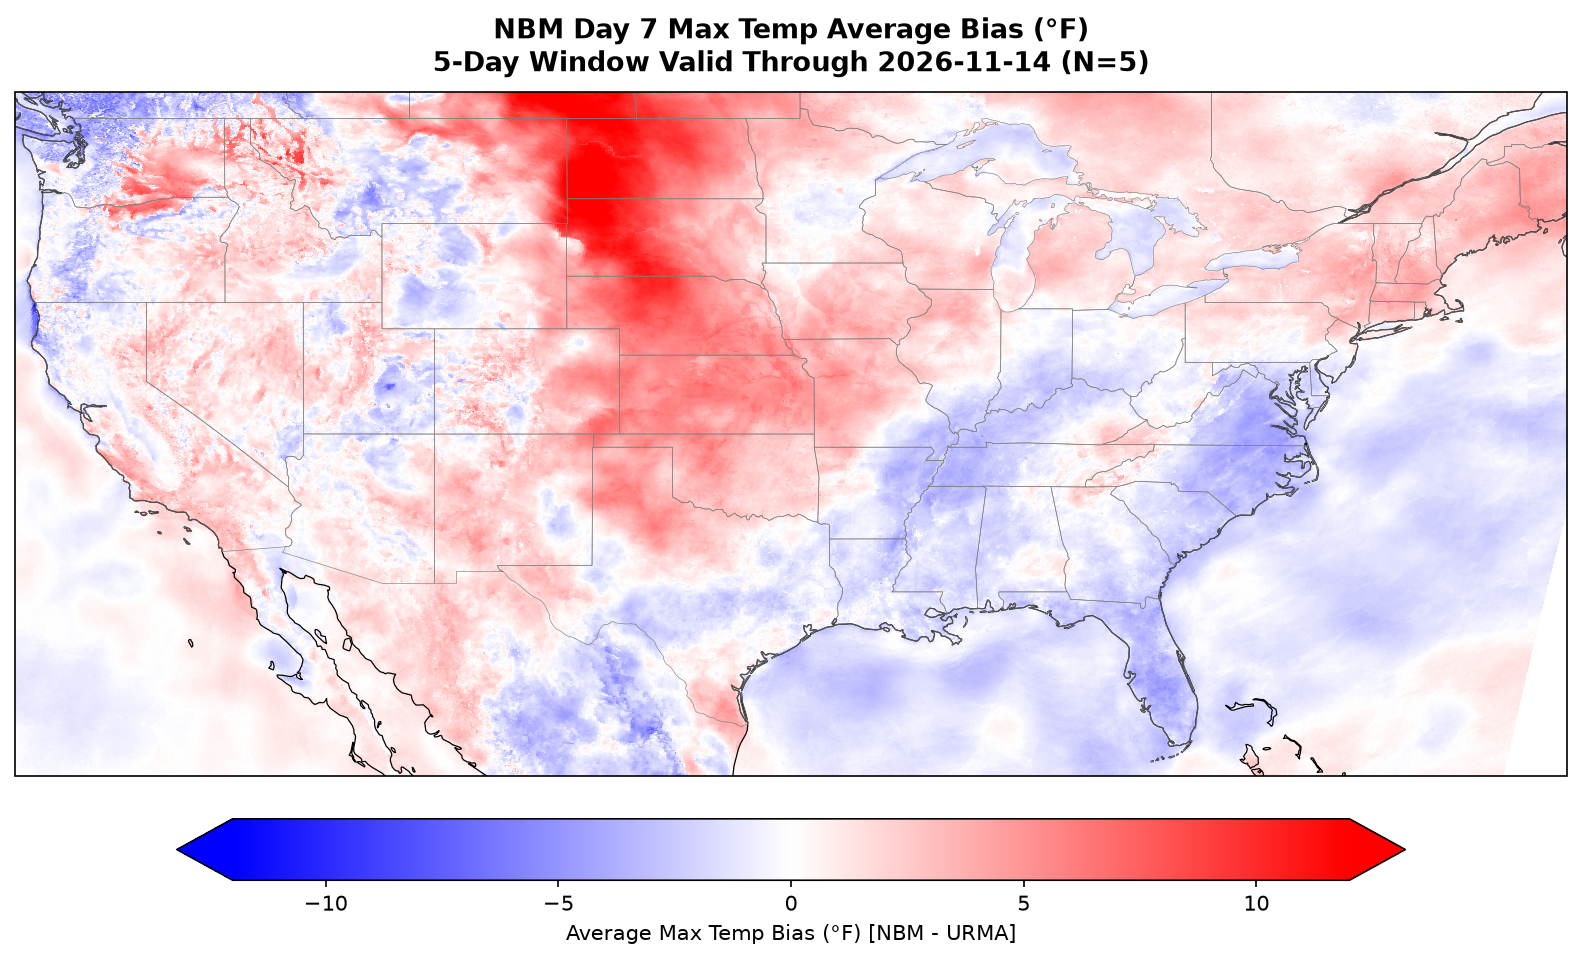 NBM Day 7 Max Temp Average Bias (°F)
5-Day Window Valid Through 2026-11-14 (N=5)
−10 −5 0 5 10
Average Max Temp Bias (°F) [NBM - URMA]